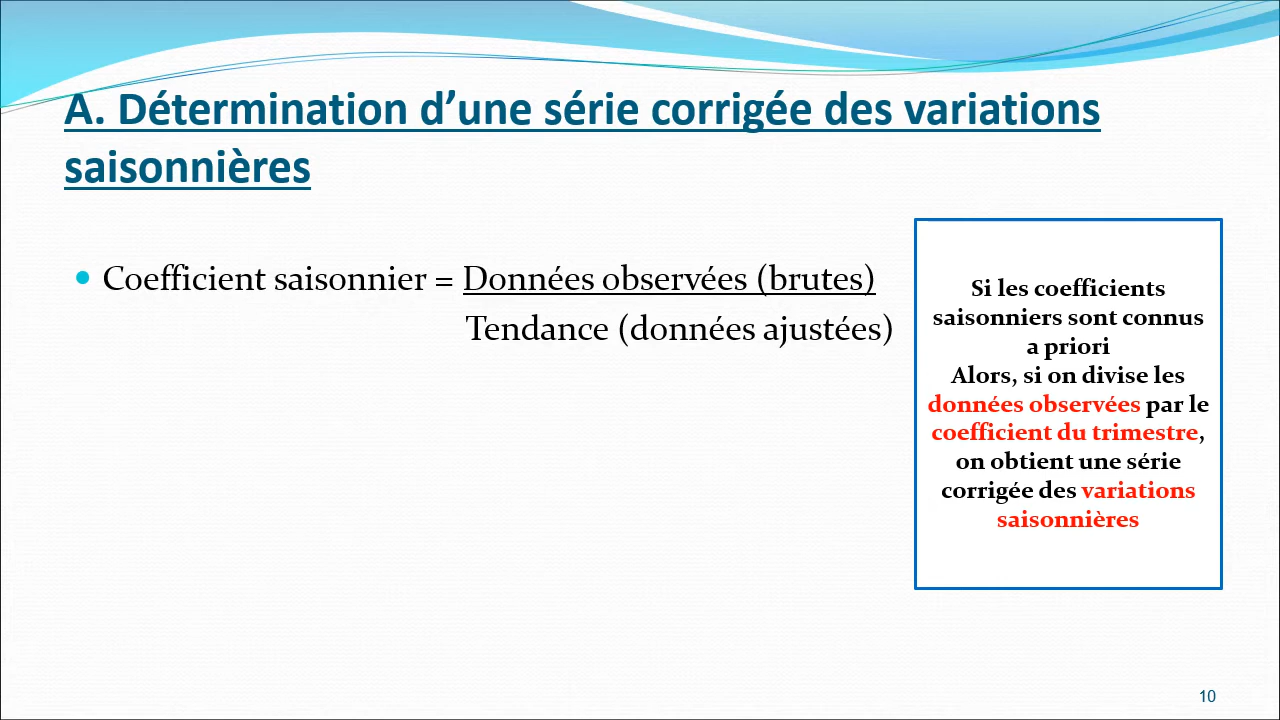 A. Détermination d’une série corrigée des variations
saisonnières
Coefficient saisonnier = Données observées (brutes)
Tendance (données ajustées)
Si les coefficients
saisonniers sont connus
a priori
Alors, si on divise les
données observées par le
coefficient du trimestre,
on obtient une série
corrigée des variations
saisonnières
10